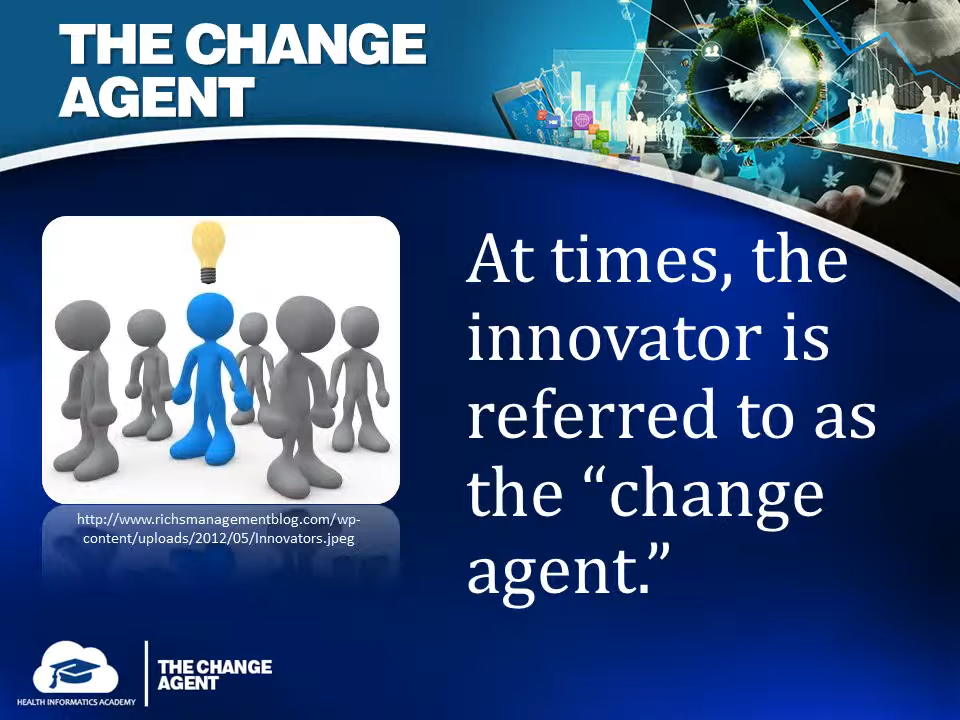 THE CHANGE
AGENT
At times, the
innovator is
referred to as
the “change
agent.”
http://www.richsmanagementblog.com/wp-
content/uploads/2012/05/Innovators.jpeg
HEALTH INFORMATICS ACADEMY
THE CHANGE
AGENT